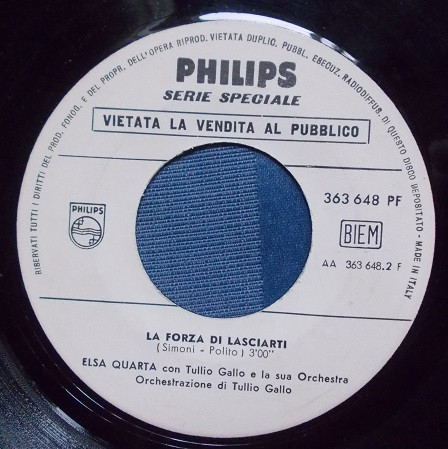 RISERVATI TUTTI I DIRITTI DEL PROD. FONOG. E DEL PROPR. DELL'OPERA RIPROD. VIETATA DUPLIC. PUBBL. EBECUZ. RADIODIFFUS. DI QUESTO DISCO DEPOSITATO - MADE IN ITALY
PHILIPS
SERIE SPECIALE
VIETATA LA VENDITA AL PUBBLICO
PHILIPS
363 648 PF
BIEM
AA 363 648.2 F
LA FORZA DI LASCIARTI
(Simoni - Polito) 3'00"
ELSA QUARTA con Tullio Gallo e la sua Orchestra
Orchestrazione di Tullio Gallo